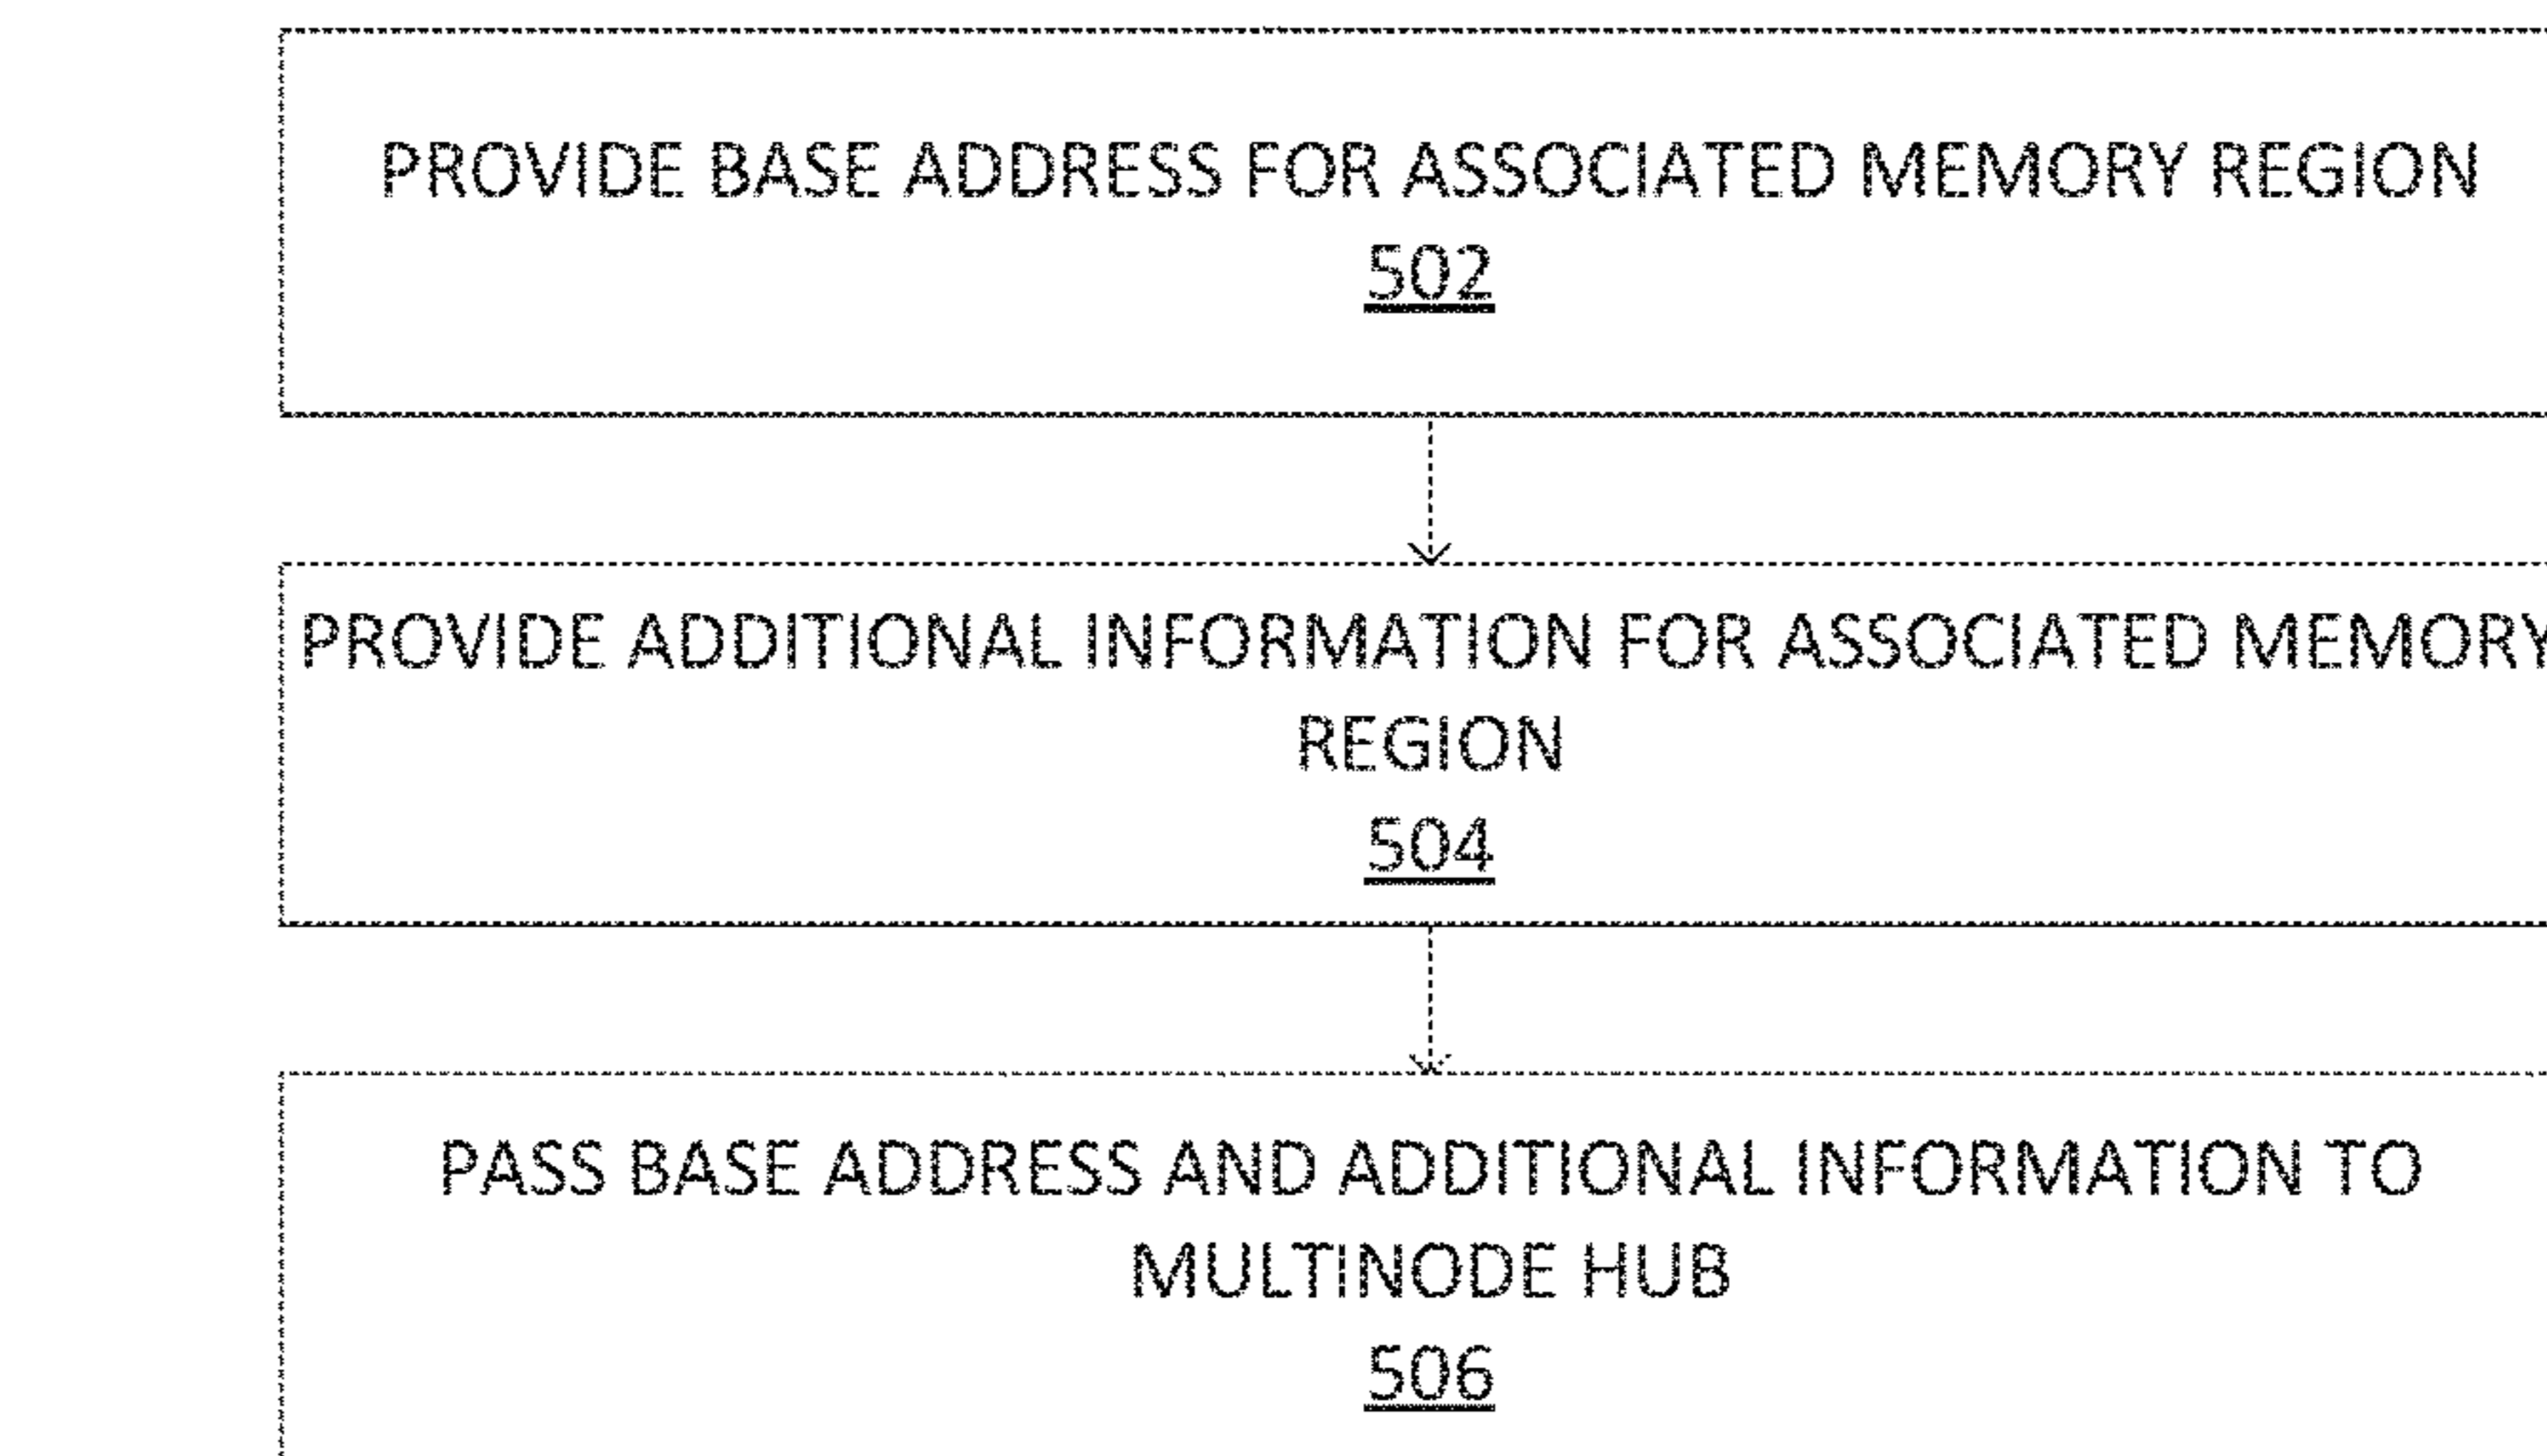 PROVIDE BASE ADDRESS FOR ASSOCIATED MEMORY REGION
502
PROVIDE ADDITIONAL INFORMATION FOR ASSOCIATED MEMORY
REGION
504
PASS BASE ADDRESS AND ADDITIONAL INFORMATION TO
MULTINODE HUB
506